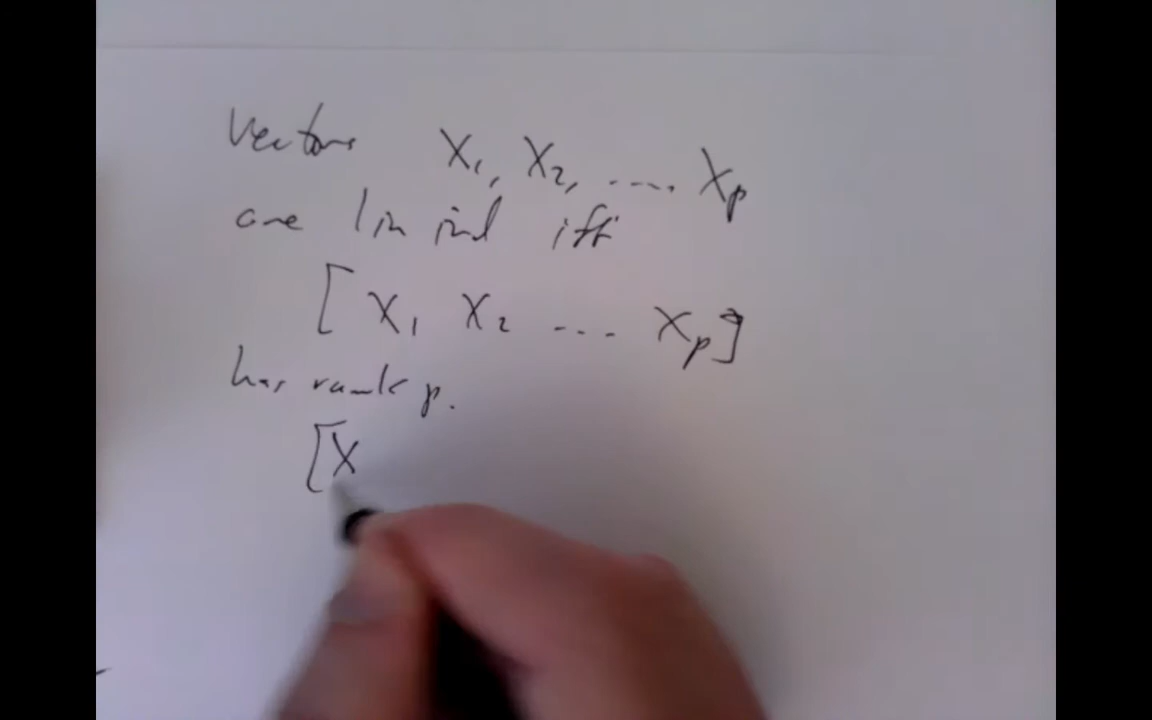 Vectors X1, X2, .... Xp
are lin ind iff
[ X1 X2 ... Xp]
has rank p.
[X